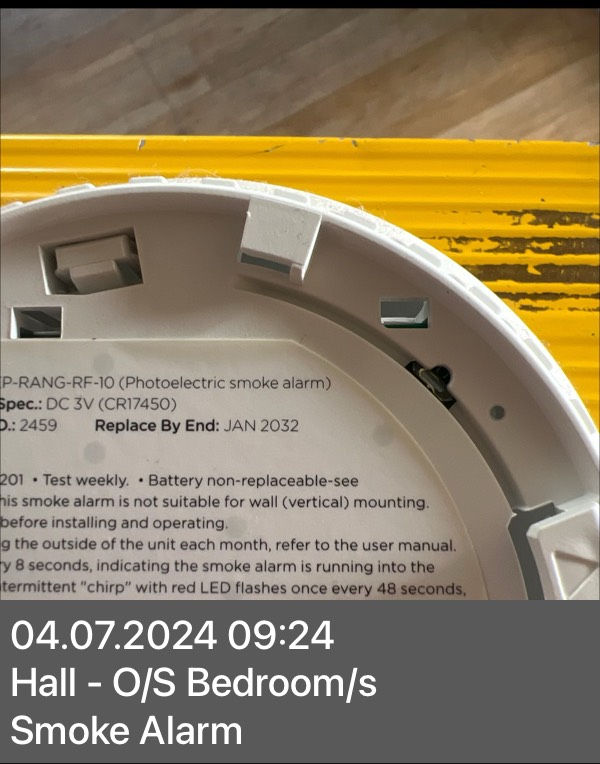 P-RANG-RF-10 (Photoelectric smoke alarm)
Spec.: DC 3V (CR17450)
D.: 2459 Replace By End: JAN 2032
201 • Test weekly. • Battery non-replaceable-see
his smoke alarm is not suitable for wall (vertical) mounting.
before installing and operating.
g the outside of the unit each month, refer to the user manual.
ry 8 seconds, indicating the smoke alarm is running into the
termittent "chirp" with red LED flashes once every 48 seconds,
04.07.2024 09:24
Hall - O/S Bedroom/s
Smoke Alarm